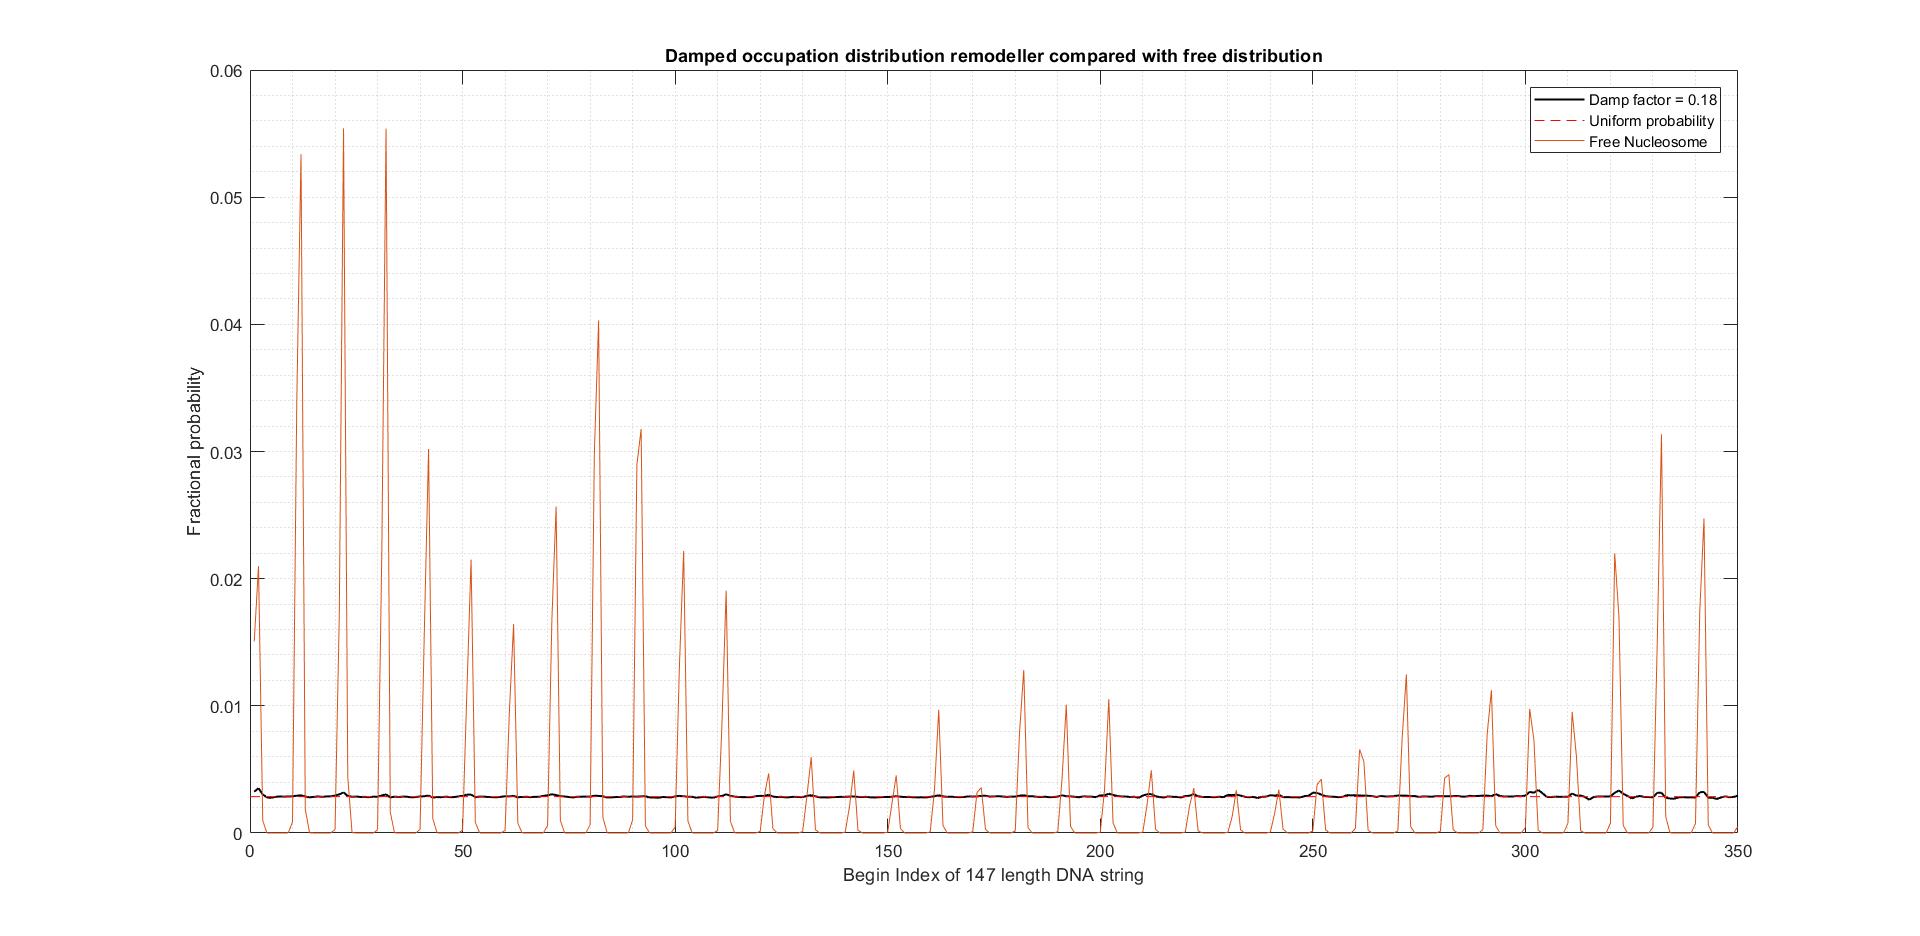 Damped occupation distribution remodeller compared with free distribution
0.06
0.05
0.04
0.03
0.02
0.01
0
Fractional probability
Damp factor = 0.18
Uniform probability
Free Nucleosome
0 50 100 150 200 250 300 350
Begin Index of 147 length DNA string